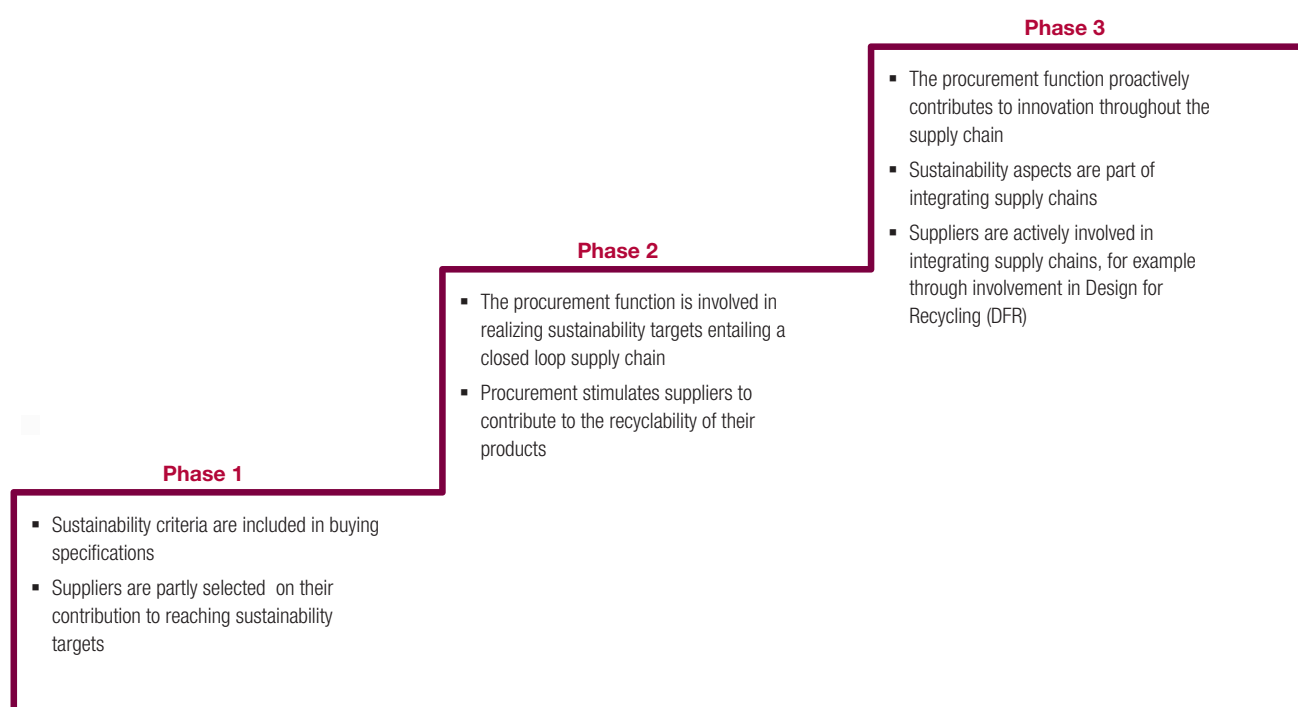 Phase 3
▪ The procurement function proactively
contributes to innovation throughout the
supply chain
▪ Sustainability aspects are part of
integrating supply chains
▪ Suppliers are actively involved in
integrating supply chains, for example
through involvement in Design for
Recycling (DFR)
Phase 2
▪ The procurement function is involved in
realizing sustainability targets entailing a
closed loop supply chain
▪ Procurement stimulates suppliers to
contribute to the recyclability of their
products
Phase 1
▪ Sustainability criteria are included in buying
specifications
▪ Suppliers are partly selected  on their
contribution to reaching sustainability
targets